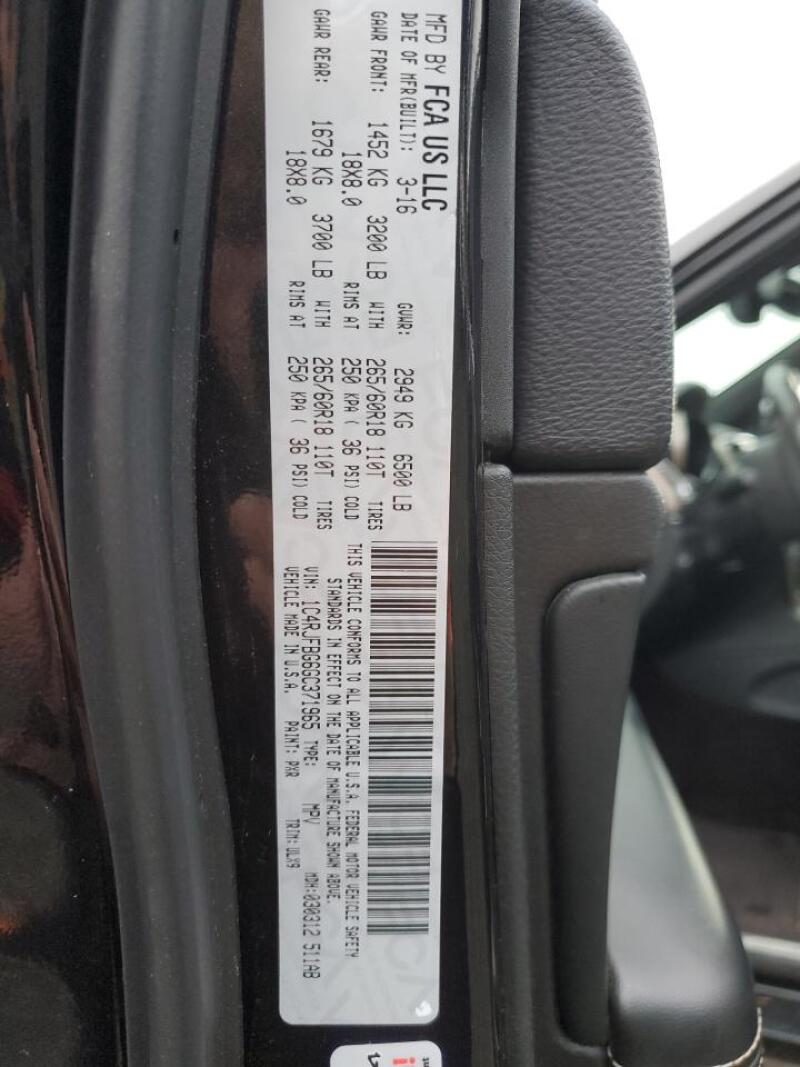 MFD BY FCA US LLC
DATE OF MFR(BUILT): 3-16 GVWR: 2949 KG 6500 LB
GAWR FRONT: 1452 KG 3200 LB WITH 265/60R18 110T TIRES
18X8.0 RIMS AT 250 KPA ( 36 PSI) COLD
GAWR REAR: 1679 KG 3700 LB WITH 265/60R18 110T TIRES
18X8.0 RIMS AT 250 KPA ( 36 PSI) COLD
THIS VEHICLE CONFORMS TO ALL APPLICABLE U.S.A. FEDERAL MOTOR VEHICLE SAFETY
STANDARDS IN EFFECT ON THE DATE OF MANUFACTURE SHOWN ABOVE.
VIN: 1C4RJFBG6GC371965 TYPE: MPV MDH:030312 511AB
VEHICLE MADE IN U.S.A. PAINT: PXR TRIM: ULX9